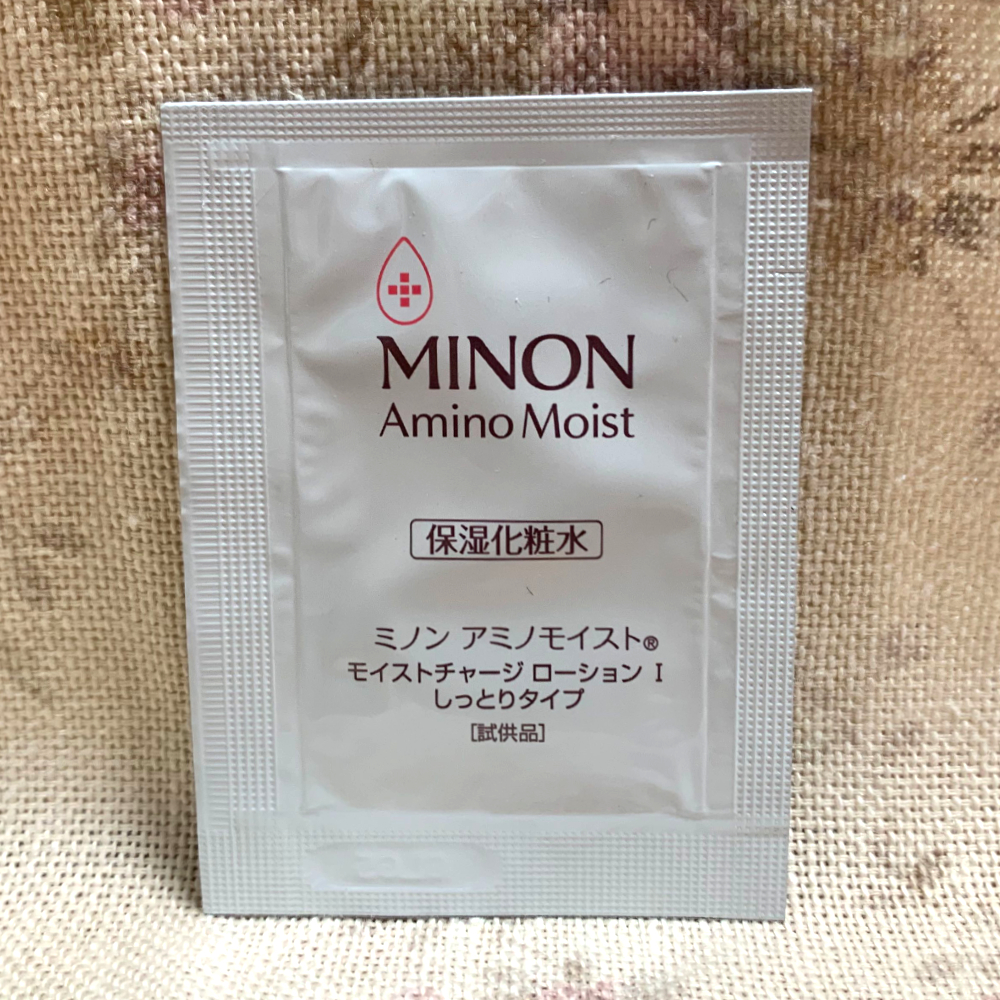 MINON
Amino Moist
保湿化粧水
ミノン アミノモイスト®
モイストチャージ ローション I
しっとりタイプ
[試供品]